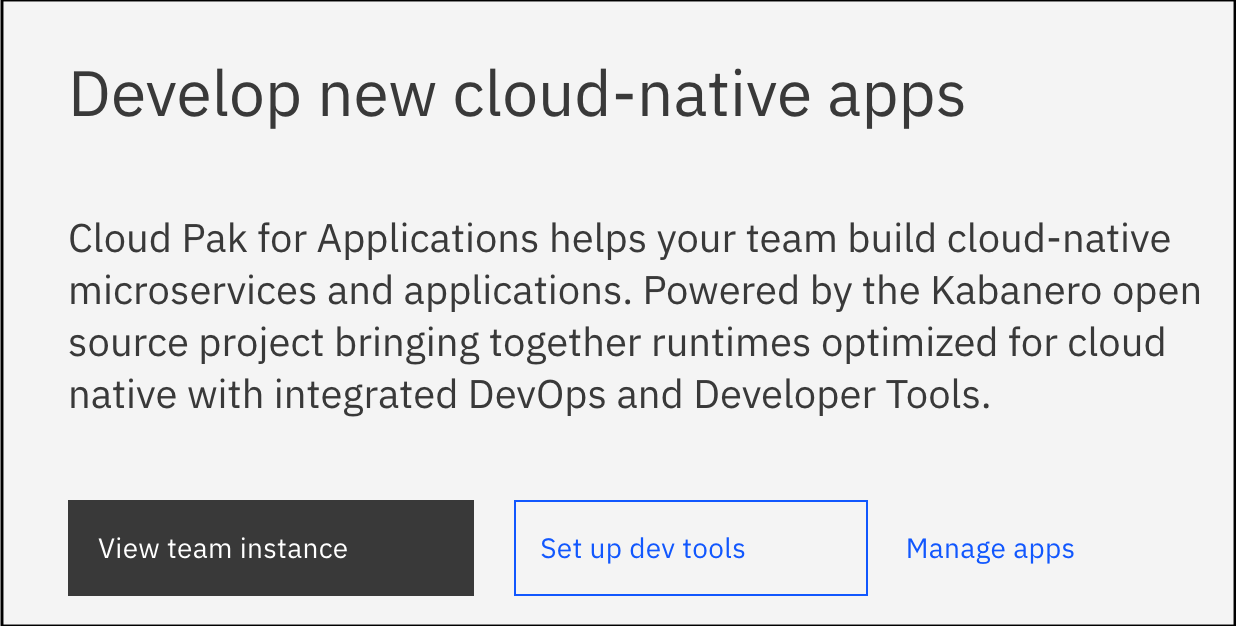 Develop new cloud-native apps
Cloud Pak for Applications helps your team build cloud-native
microservices and applications. Powered by the Kabanero open
source project bringing together runtimes optimized for cloud
native with integrated DevOps and Developer Tools.
View team instance
Set up dev tools
Manage apps